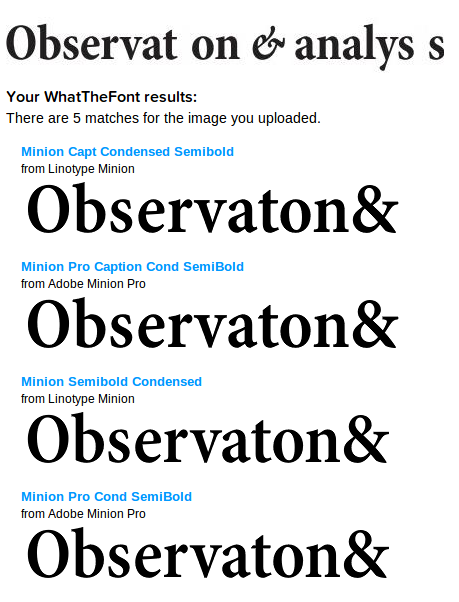 Observat on & analys s
Your WhatTheFont results:
There are 5 matches for the image you uploaded.
Minion Capt Condensed Semibold
from Linotype Minion
Observaton&
Minion Pro Caption Cond SemiBold
from Adobe Minion Pro
Observaton&
Minion Semibold Condensed
from Linotype Minion
Observaton&
Minion Pro Cond SemiBold
from Adobe Minion Pro
Observaton&